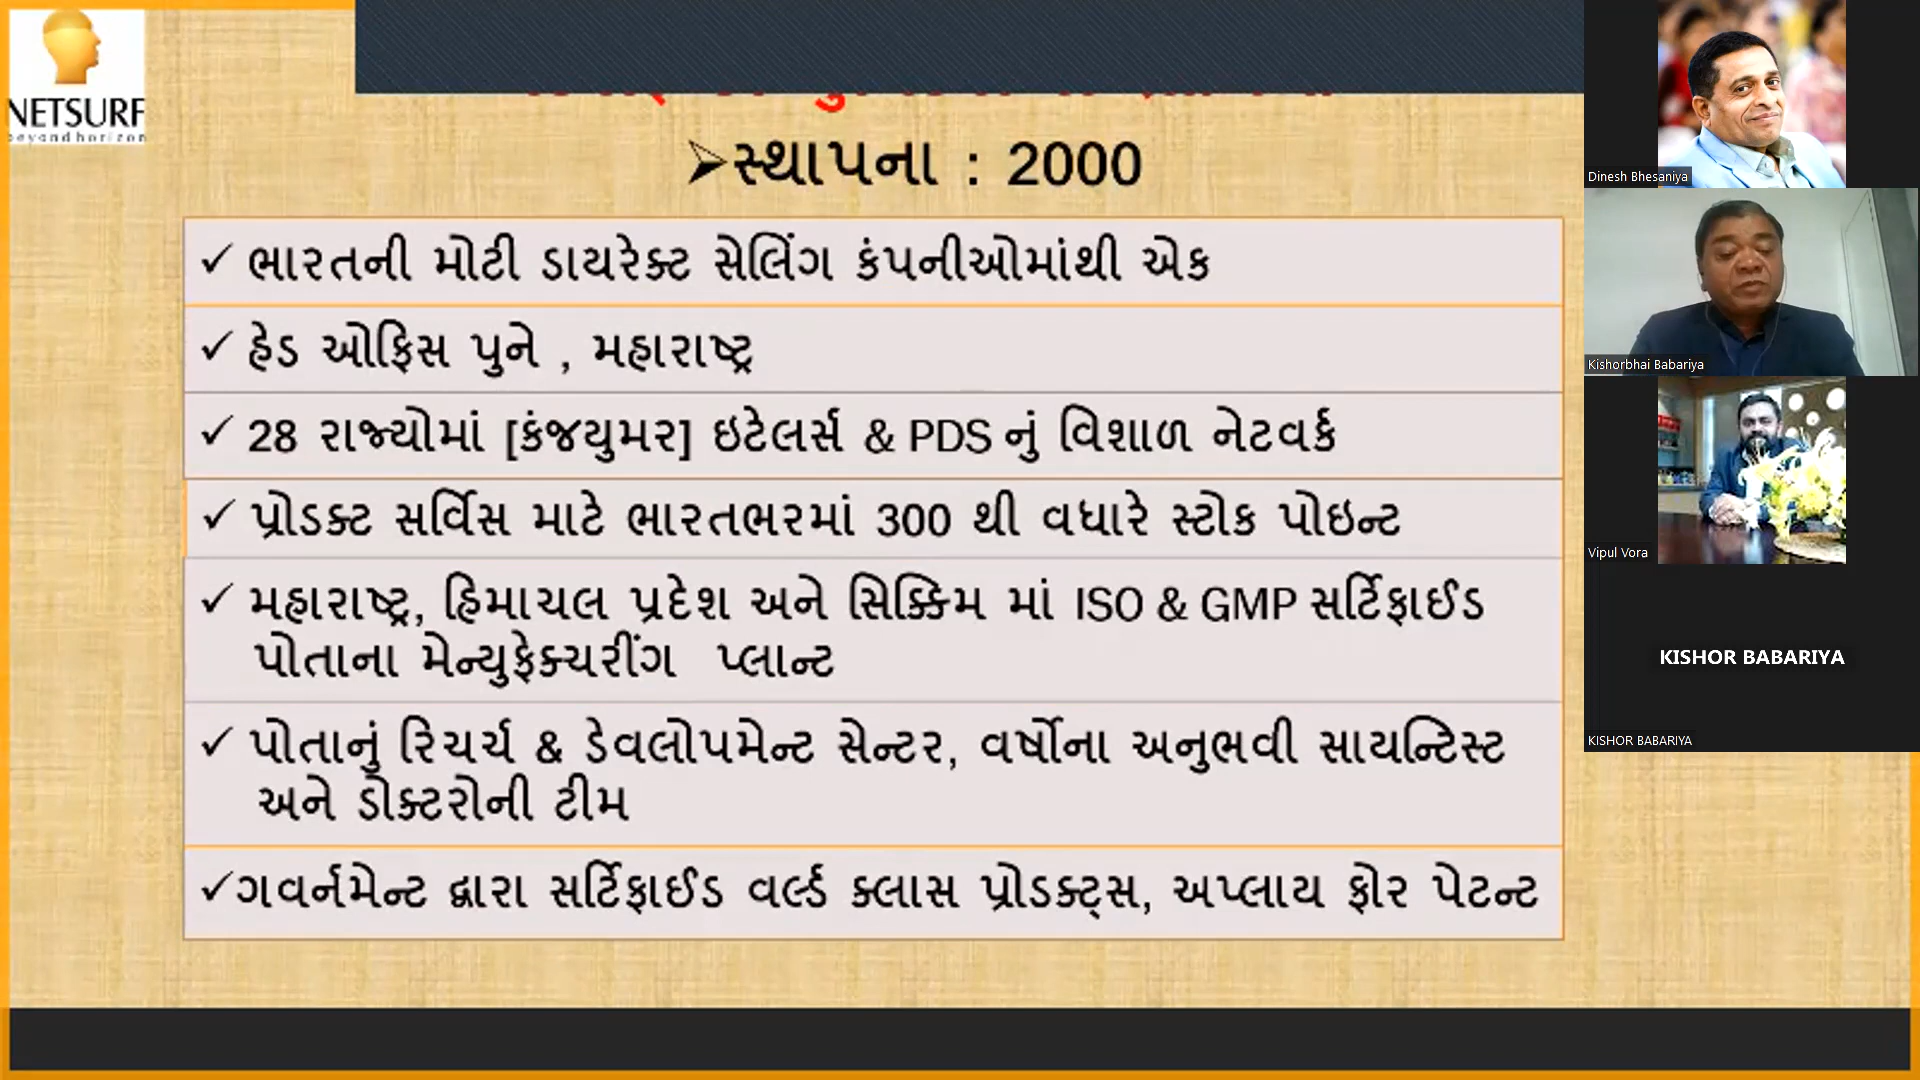 NETSURF
beyond horizon
➢સ્થાપના : 2000
✓ ભારતની મોટી ડાયરેક્ટ સેલિંગ કંપનીઓમાંથી એક
✓ હેડ ઓફિસ પુને , મહારાષ્ટ્ર
✓ 28 રાજ્યોમાં [કંજયુમર] ઇટેલર્સ & PDS નું વિશાળ નેટવર્ક
✓ પ્રોડક્ટ સર્વિસ માટે ભારતભરમાં 300 થી વધારે સ્ટોક પોઇન્ટ
✓ મહારાષ્ટ્ર, હિમાચલ પ્રદેશ અને સિક્કિમ માં ISO & GMP સર્ટિફાઈડ
પોતાના મેન્યુફેક્ચરીંગ પ્લાન્ટ
✓ પોતાનું રિચર્ચ & ડેવલોપમેન્ટ સેન્ટર, વર્ષોના અનુભવી સાયન્ટિસ્ટ
અને ડોક્ટરોની ટીમ
✓ગવર્નમેન્ટ દ્વારા સર્ટિફાઈડ વર્લ્ડ ક્લાસ પ્રોડક્ટ્સ, અપ્લાય ફોર પેટન્ટ
Dinesh Bhesaniya
Kishorbhai Babariya
Vipul Vora
KISHOR BABARIYA
KISHOR BABARIYA